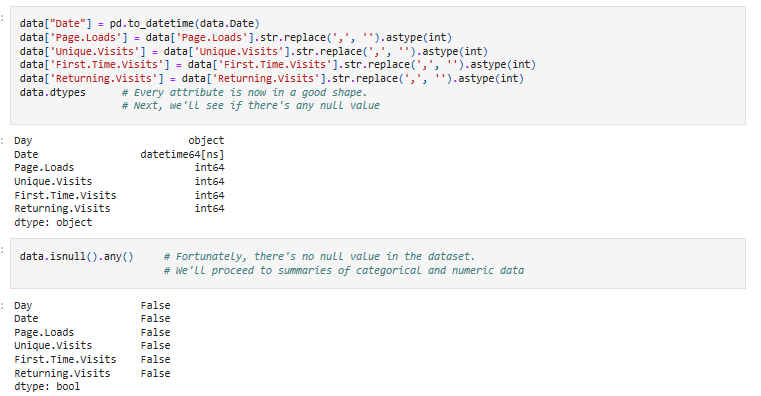 data["Date"] = pd.to_datetime(data.Date)
data['Page.Loads'] = data['Page.Loads'].str.replace(',', '').astype(int)
data['Unique.Visits'] = data['Unique.Visits'].str.replace(',', '').astype(int)
data['First.Time.Visits'] = data['First.Time.Visits'].str.replace(',', '').astype(int)
data['Returning.Visits'] = data['Returning.Visits'].str.replace(',', '').astype(int)
data.dtypes # Every attribute is now in a good shape.
# Next, we'll see if there's any null value
Day object
Date datetime64[ns]
Page.Loads int64
Unique.Visits int64
First.Time.Visits int64
Returning.Visits int64
dtype: object
data.isnull().any() # Fortunately, there's no null value in the dataset.
# We'll proceed to summaries of categorical and numeric data
Day False
Date False
Page.Loads False
Unique.Visits False
First.Time.Visits False
Returning.Visits False
dtype: bool